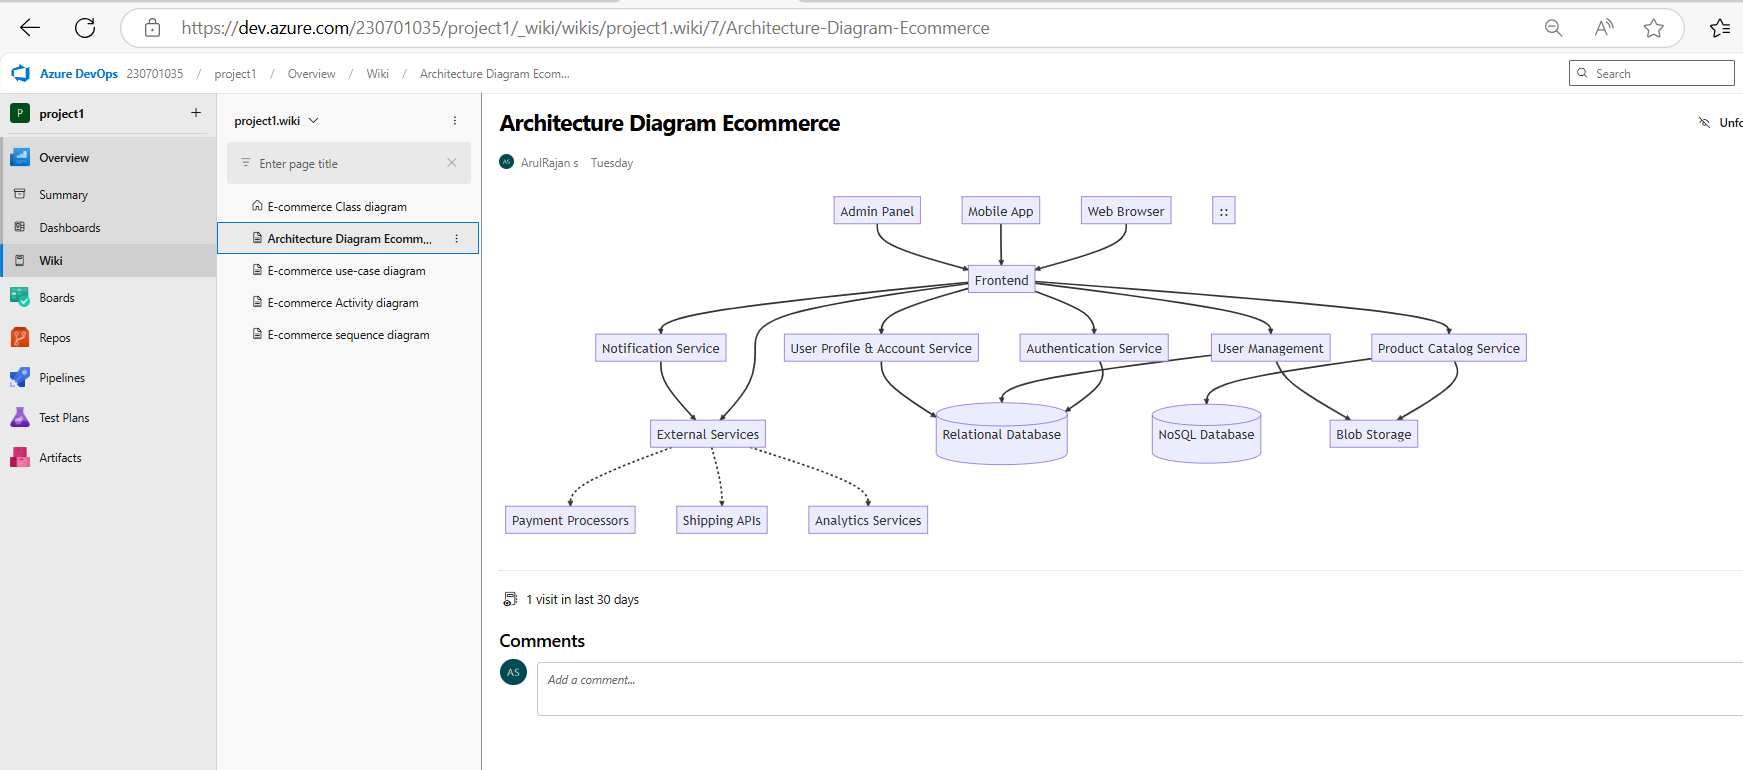 https://dev.azure.com/230701035/project1/_wiki/wikis/project1.wiki/7/Architecture-Diagram-Ecommerce
Azure DevOps 230701035 / project1 / Overview / Wiki / Architecture Diagram Ecom...
Search
P project1 +
Overview
Summary
Dashboards
Wiki
Boards
Repos
Pipelines
Test Plans
Artifacts
project1.wiki
Enter page title
E-commerce Class diagram
Architecture Diagram Ecomm...
E-commerce use-case diagram
E-commerce Activity diagram
E-commerce sequence diagram
Architecture Diagram Ecommerce
Unfo
AS ArulRajan s Tuesday
Admin Panel
Mobile App
Web Browser
::
Frontend
Notification Service
User Profile & Account Service
Authentication Service
User Management
Product Catalog Service
External Services
Relational Database
NoSQL Database
Blob Storage
Payment Processors
Shipping APIs
Analytics Services
1 visit in last 30 days
Comments
AS
Add a comment...